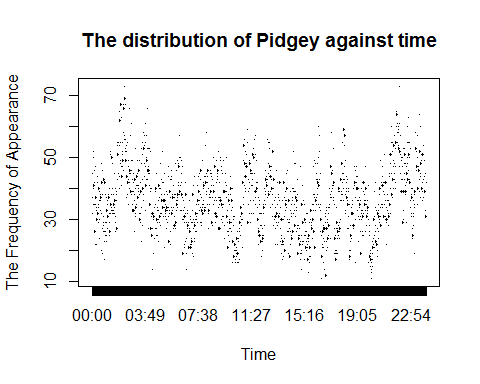 The distribution of Pidgey against time
The Frequency of Appearance
70
50
30
10
00:00 03:49 07:38 11:27 15:16 19:05 22:54
Time